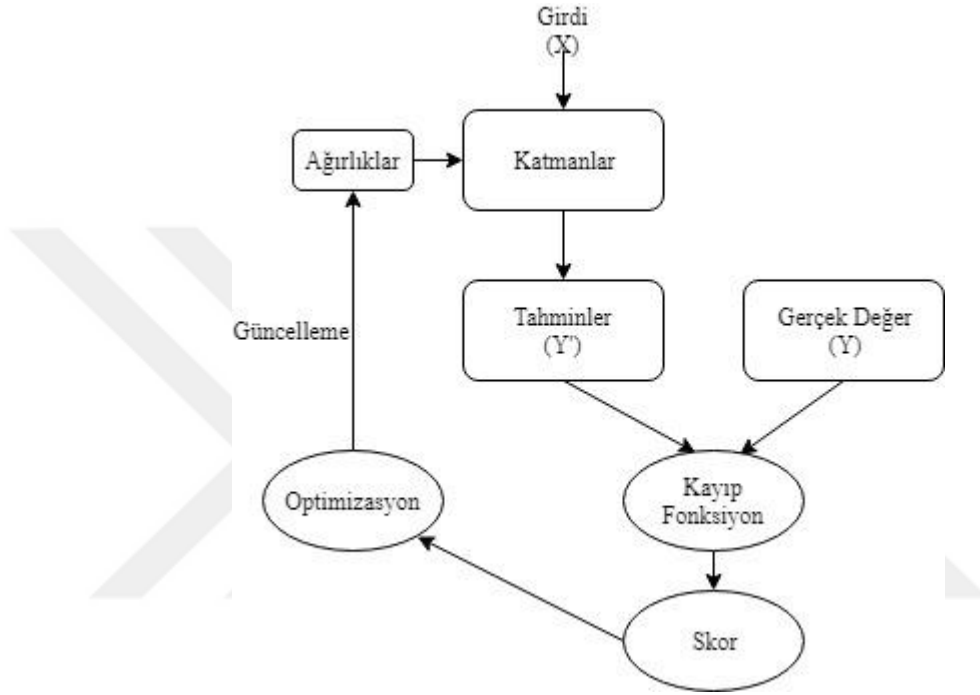 Girdi
(X)
Ağırlıklar
Katmanlar
Tahminler
(Y')
Gerçek Değer
(Y)
Güncelleme
Optimizasyon
Kayıp
Fonksiyon
Skor